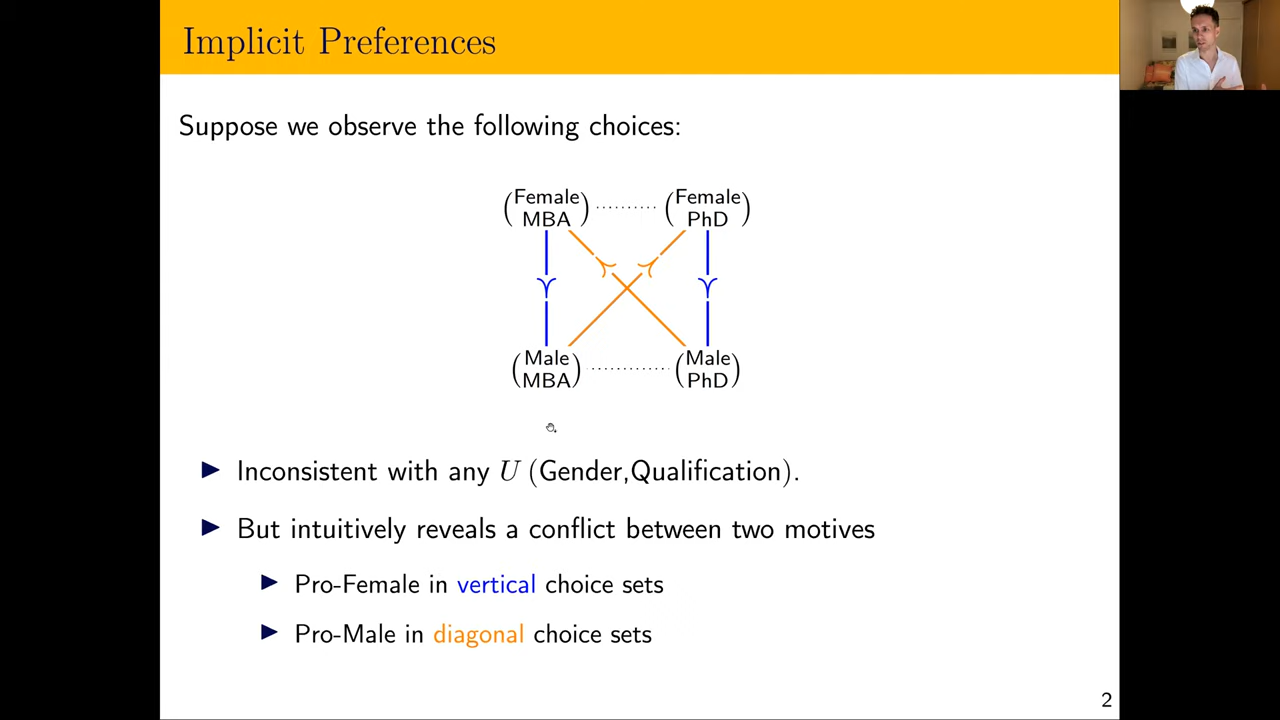 Implicit Preferences
Suppose we observe the following choices:
(Female MBA) .......... (Female PhD)
≻ ≻ ≻ ≻
(Male MBA) ............ (Male PhD)
▶ Inconsistent with any U (Gender,Qualification).
▶ But intuitively reveals a conflict between two motives
▶ Pro-Female in vertical choice sets
▶ Pro-Male in diagonal choice sets
2